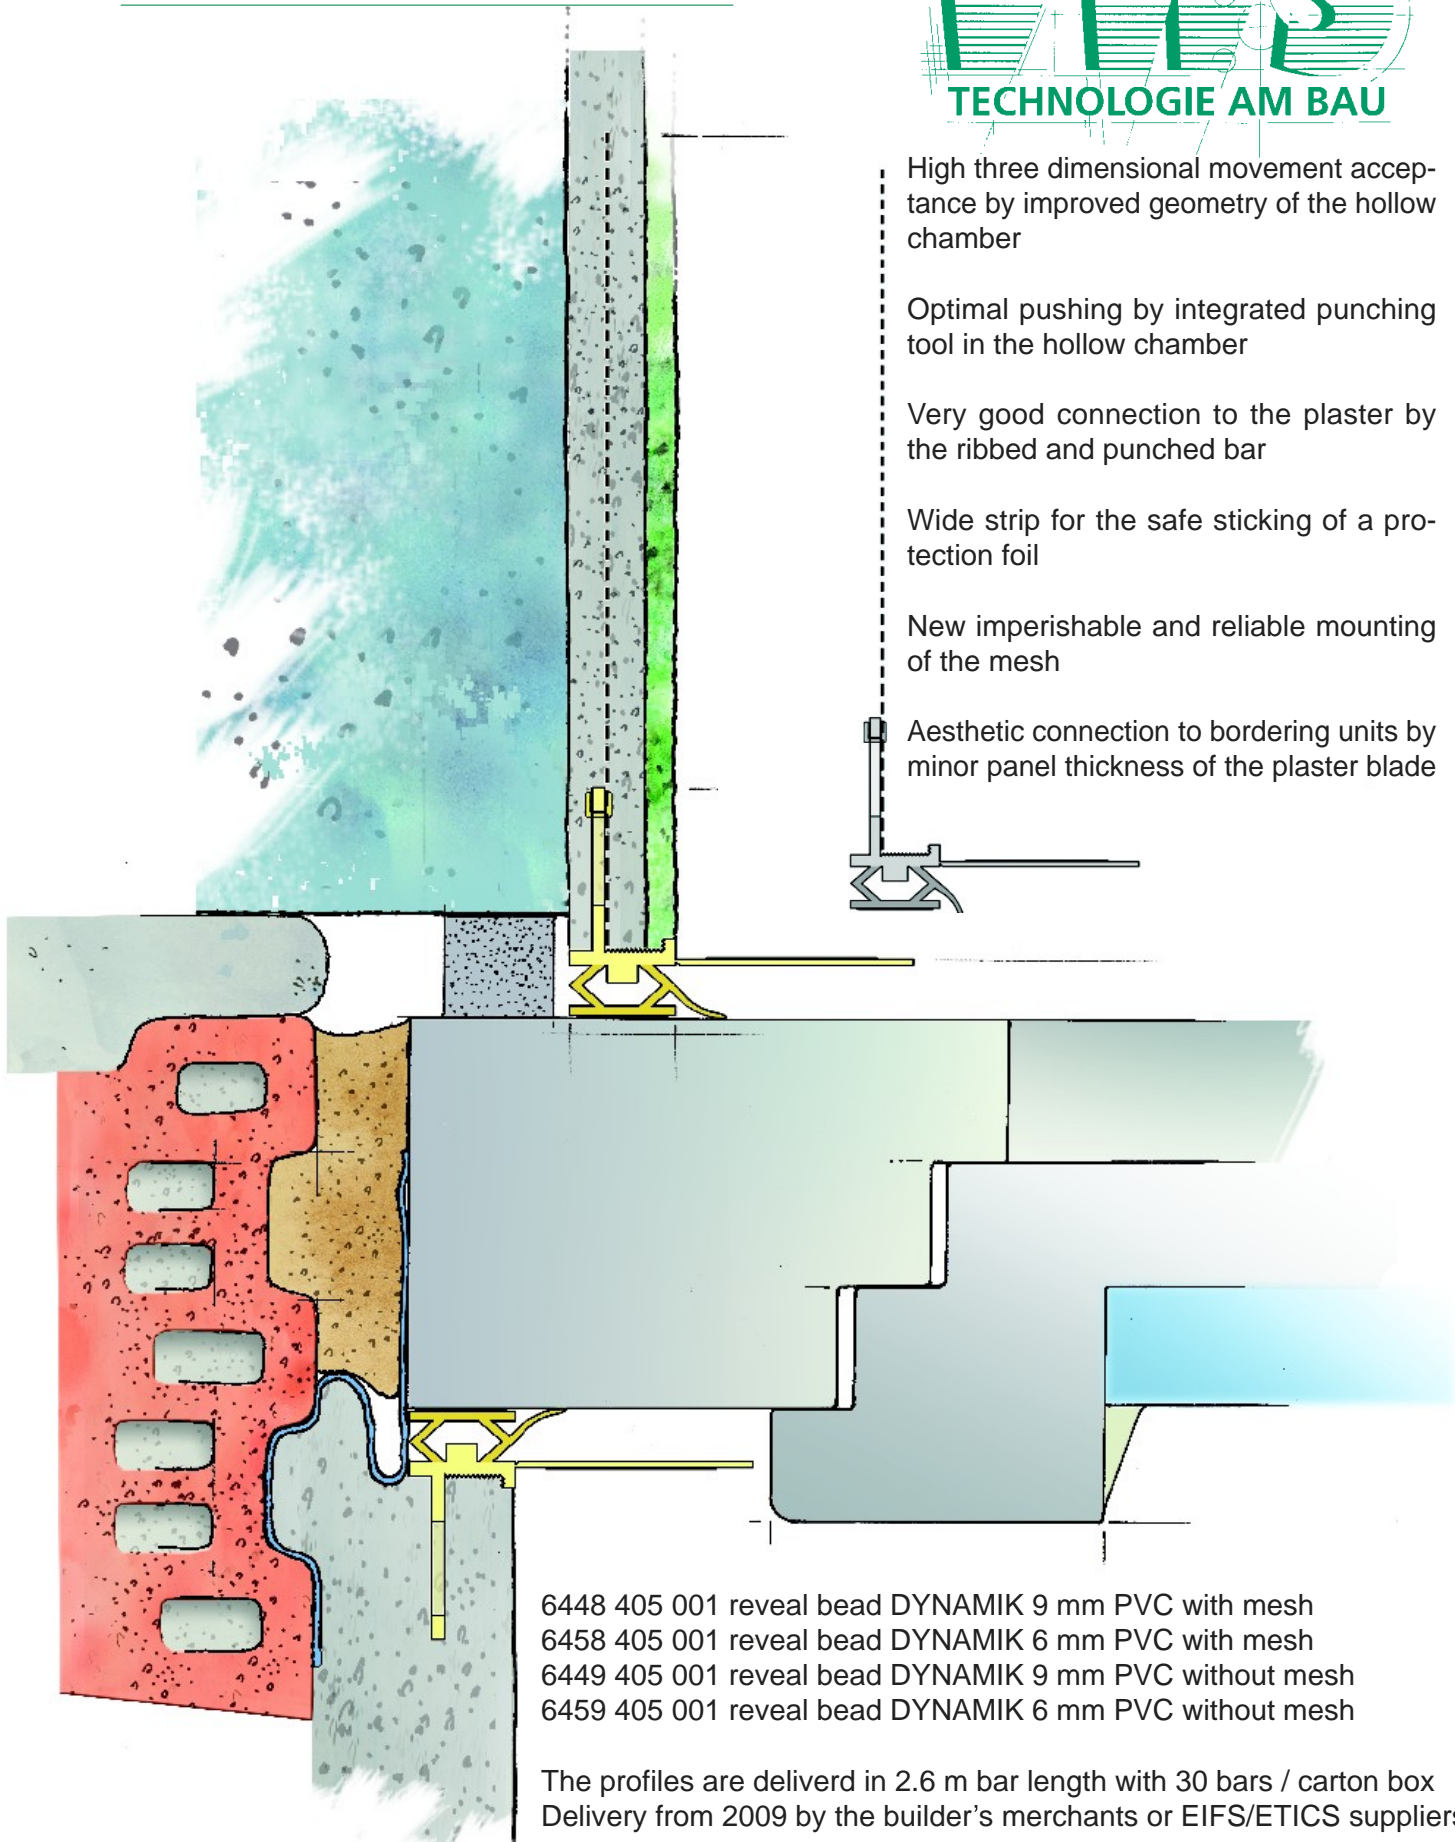 TECHNOLOGIE AM BAU
High three dimensional movement accep-
tance by improved geometry of the hollow
chamber
Optimal pushing by integrated punching
tool in the hollow chamber
Very good connection to the plaster by
the ribbed and punched bar
Wide strip for the safe sticking of a pro-
tection foil
New imperishable and reliable mounting
of the mesh
Aesthetic connection to bordering units by
minor panel thickness of the plaster blade
6448 405 001 reveal bead DYNAMIK 9 mm PVC with mesh
6458 405 001 reveal bead DYNAMIK 6 mm PVC with mesh
6449 405 001 reveal bead DYNAMIK 9 mm PVC without mesh
6459 405 001 reveal bead DYNAMIK 6 mm PVC without mesh
The profiles are deliverd in 2.6 m bar length with 30 bars / carton box
Delivery from 2009 by the builder’s merchants or EIFS/ETICS suppliers